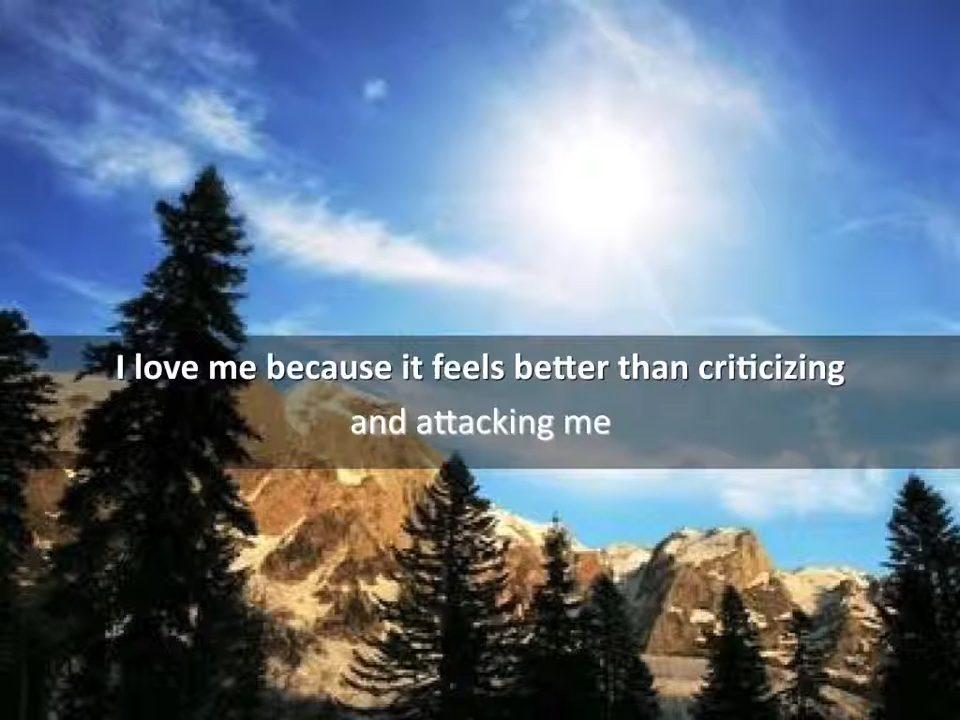 I love me because it feels better than criticizing
and attacking me